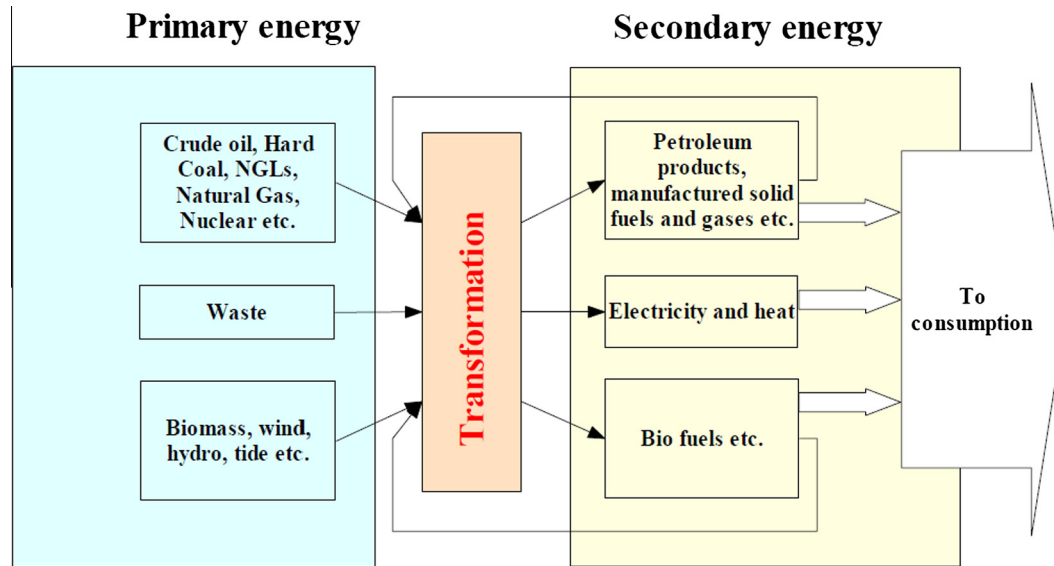 Primary energy
Secondary energy
Crude oil, Hard
Coal, NGLs,
Natural Gas,
Nuclear etc.
Waste
Biomass, wind,
hydro, tide etc.
Transformation
Petroleum
products,
manufactured solid
fuels and gases etc.
Electricity and heat
Bio fuels etc.
To
consumption